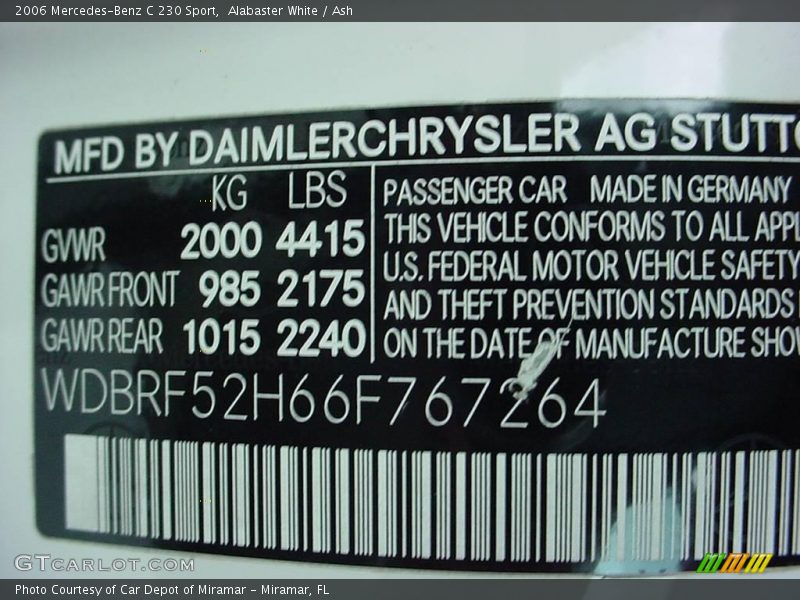 2006 Mercedes-Benz C 230 Sport,  Alabaster White / Ash
MFD BY DAIMLERCHRYSLER AG STUTT
KG LBS
GVWR 2000 4415
GAWR FRONT 985 2175
GAWR REAR 1015 2240
PASSENGER CAR MADE IN GERMANY
THIS VEHICLE CONFORMS TO ALL APPL
U.S. FEDERAL MOTOR VEHICLE SAFETY
AND THEFT PREVENTION STANDARDS
ON THE DATE OF MANUFACTURE SHO
WDBRF52H66F767264
GTCARLOT.COM
Photo Courtesy of Car Depot of Miramar - Miramar, FL